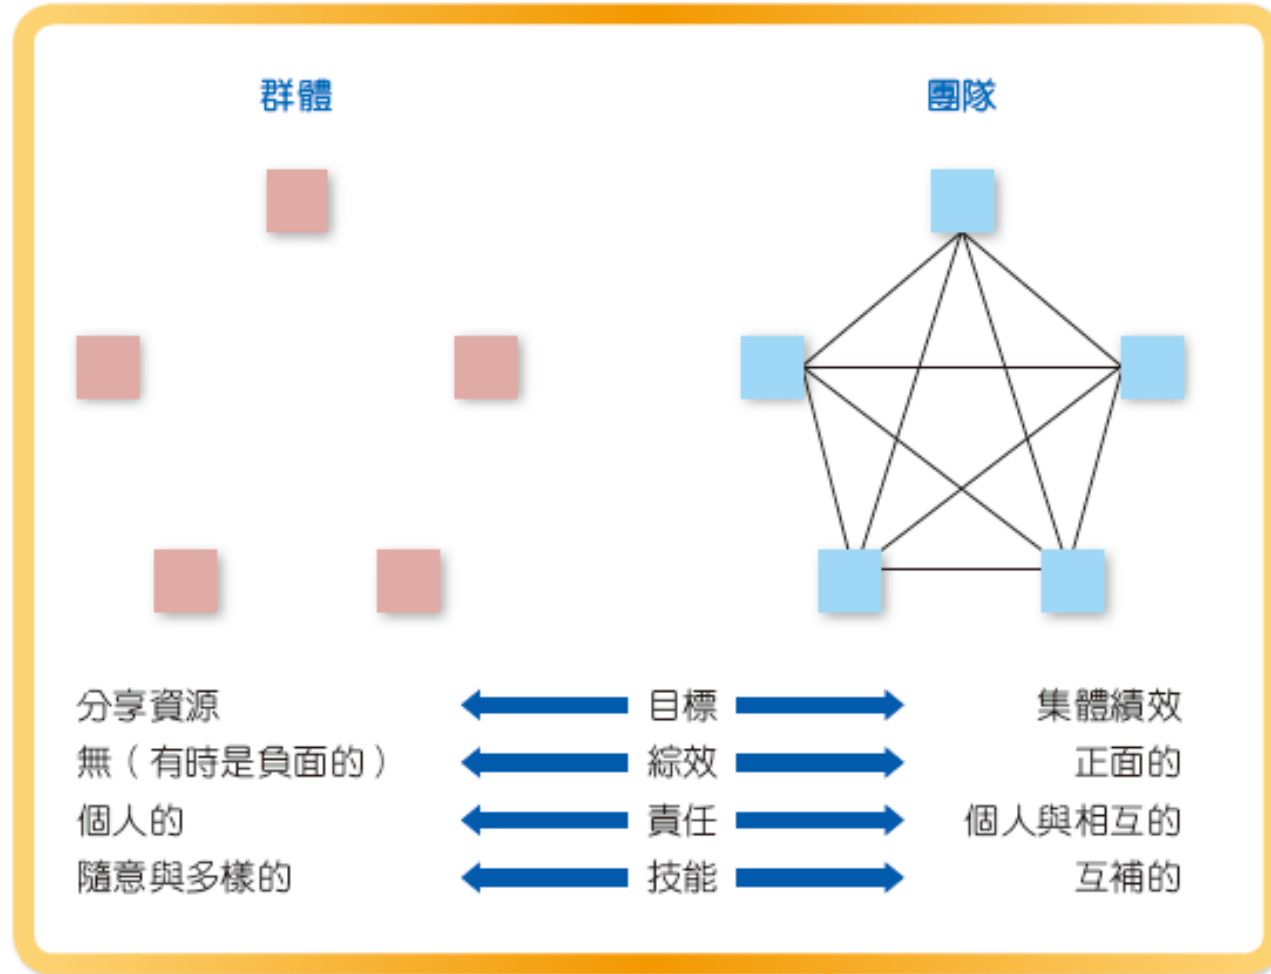 群體 團隊
分享資源 目標 集體績效
無（有時是負面的） 綜效 正面的
個人的 責任 個人與相互的
隨意與多樣的 技能 互補的